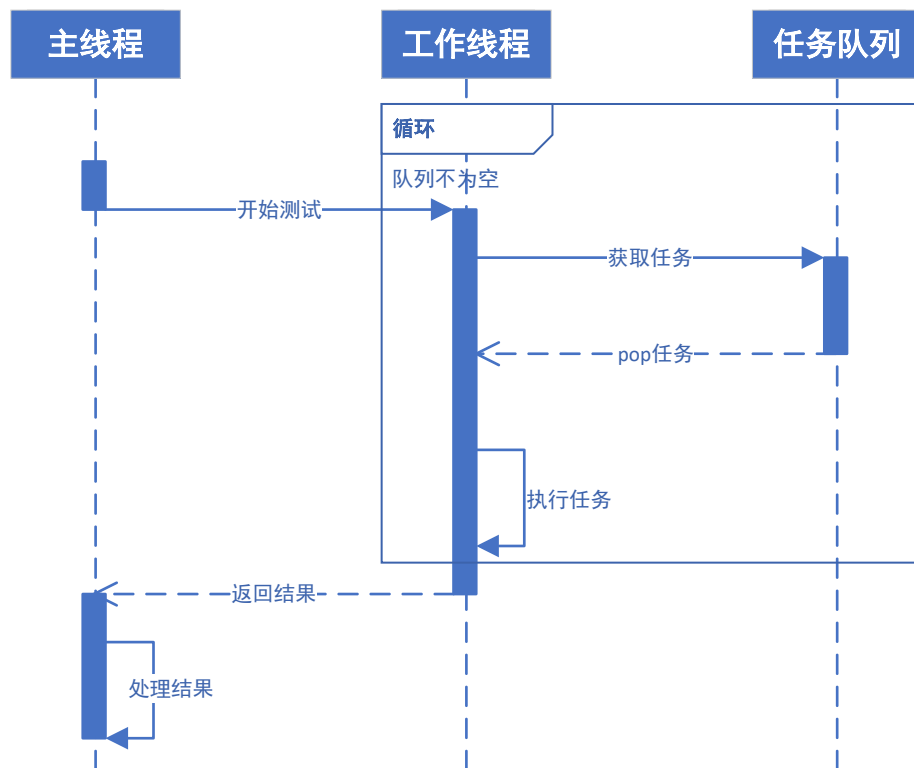 主线程
工作线程
任务队列
循环
队列不为空
开始测试
获取任务
pop任务
执行任务
返回结果
处理结果